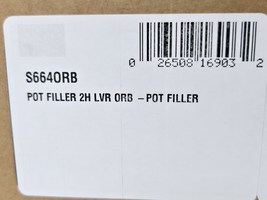 0 26508 16903 2
S664ORB
POT FILLER 2H LVR ORB – POT FILLER